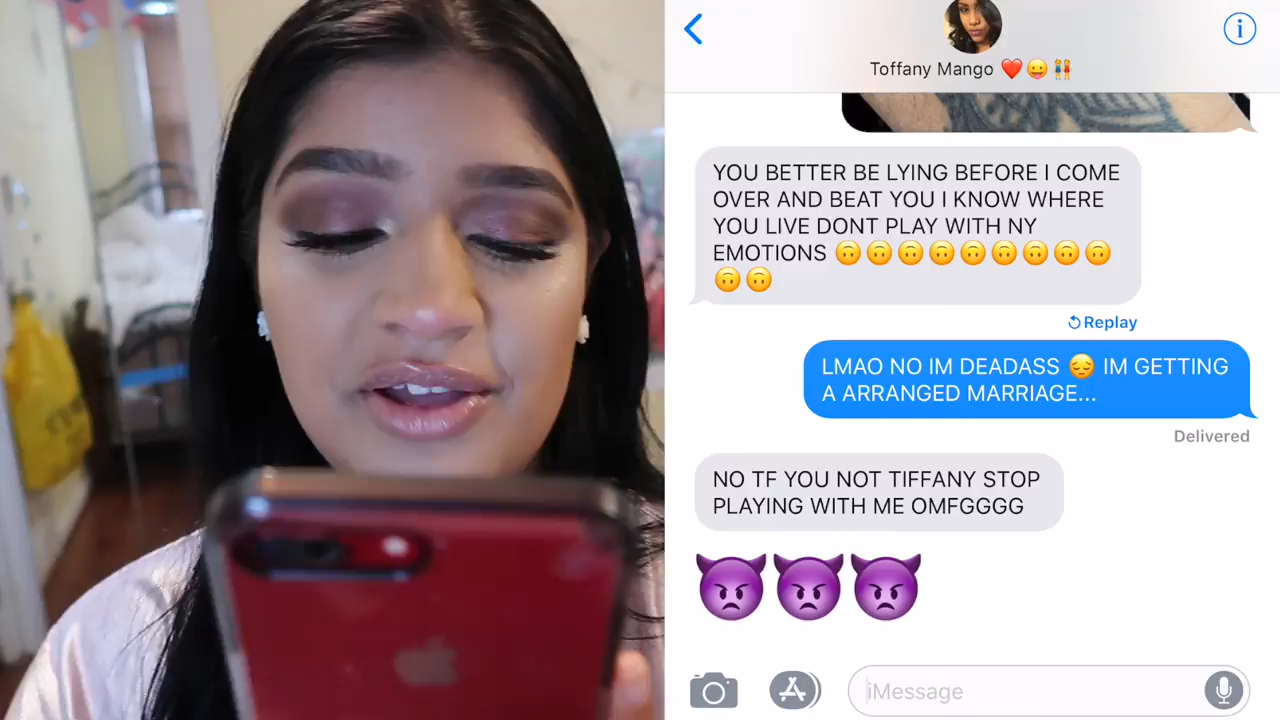 Toffany Mango ❤️😛👭
YOU BETTER BE LYING BEFORE I COME
OVER AND BEAT YOU I KNOW WHERE
YOU LIVE DONT PLAY WITH NY
EMOTIONS 🙃🙃🙃🙃🙃🙃🙃🙃🙃
🙃🙃
Replay
LMAO NO IM DEADASS 😔 IM GETTING
A ARRANGED MARRIAGE...
Delivered
NO TF YOU NOT TIFFANY STOP
PLAYING WITH ME OMFGGGG
👿👿👿
iMessage